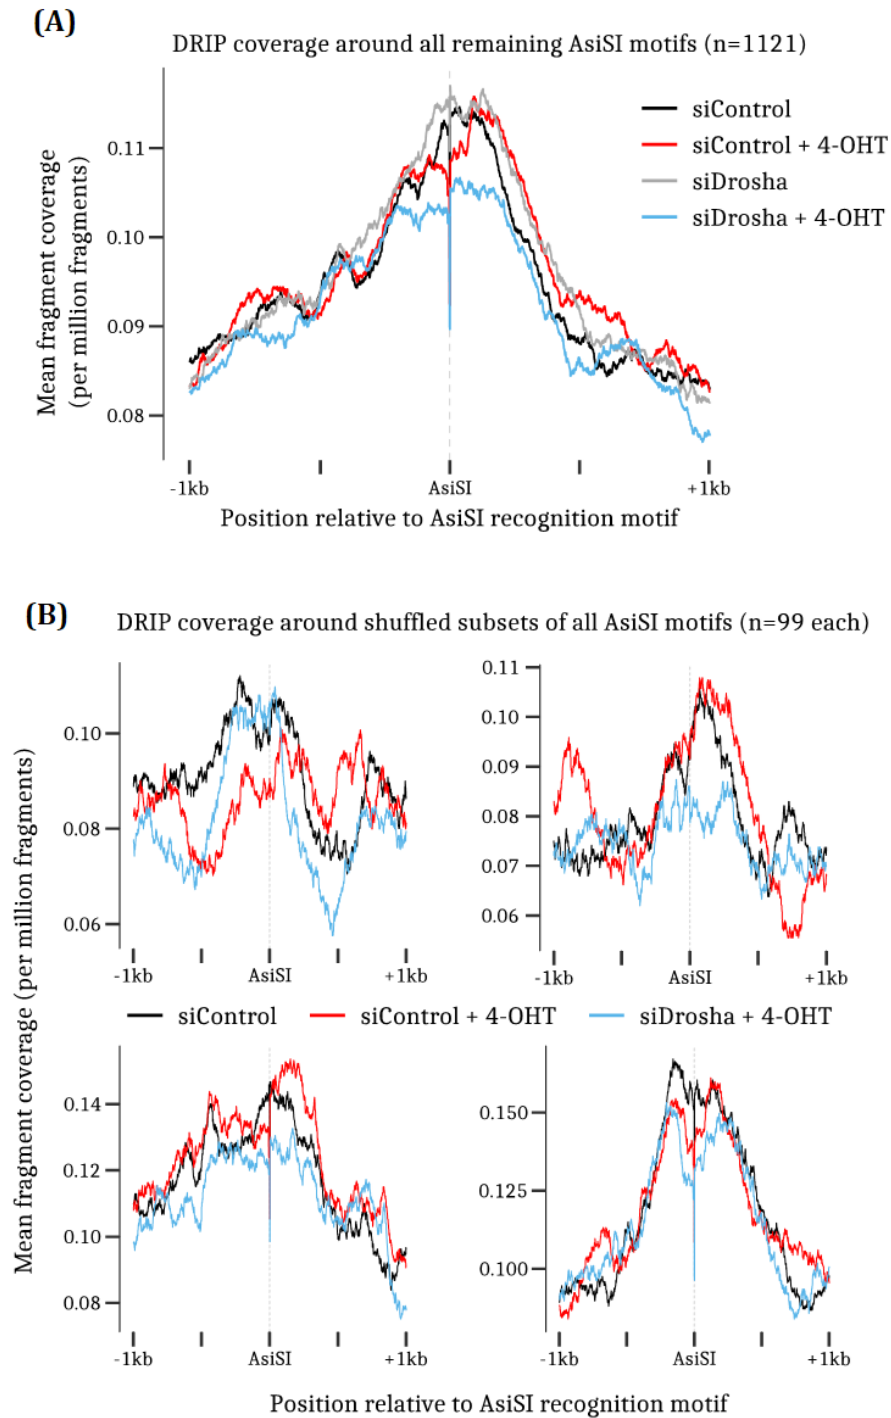 (A)
DRIP coverage around all remaining AsiSI motifs (n=1121)
Mean fragment coverage
(per million fragments)
0.11
0.10
0.09
0.08
siControl
siControl + 4-OHT
siDrosha
siDrosha + 4-OHT
-1kb
AsiSI
+1kb
Position relative to AsiSI recognition motif
(B)
DRIP coverage around shuffled subsets of all AsiSI motifs (n=99 each)
Mean fragment coverage (per million fragments)
0.10
0.08
0.06
-1kb
AsiSI
+1kb
0.11
0.10
0.09
0.08
0.07
0.06
-1kb
AsiSI
+1kb
siControl
siControl + 4-OHT
siDrosha + 4-OHT
0.14
0.12
0.10
0.08
-1kb
AsiSI
+1kb
0.150
0.125
0.100
-1kb
AsiSI
+1kb
Position relative to AsiSI recognition motif